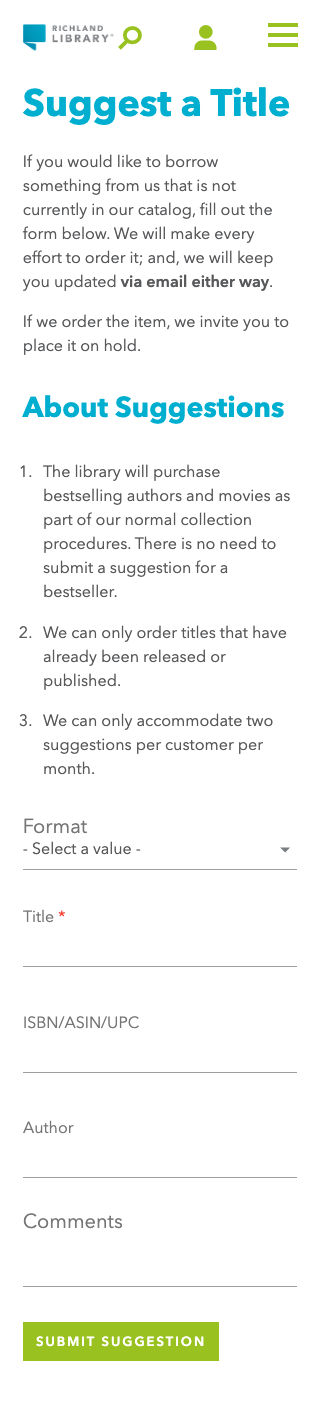 RICHLAND
LIBRARY
Suggest a Title
If you would like to borrow
something from us that is not
currently in our catalog, fill out the
form below. We will make every
effort to order it; and, we will keep
you updated via email either way.
If we order the item, we invite you to
place it on hold.
About Suggestions
1. The library will purchase
bestselling authors and movies as
part of our normal collection
procedures. There is no need to
submit a suggestion for a
bestseller.
2. We can only order titles that have
already been released or
published.
3. We can only accommodate two
suggestions per customer per
month.
Format
- Select a value -
Title *
ISBN/ASIN/UPC
Author
Comments
SUBMIT SUGGESTION